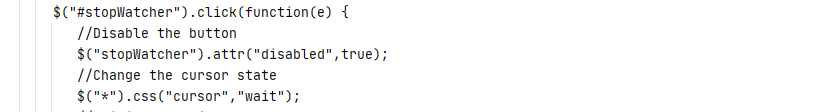 $("#stopWatcher").click(function(e) {
//Disable the button
$("stopWatcher").attr("disabled",true);
//Change the cursor state
$("*").css("cursor","wait");